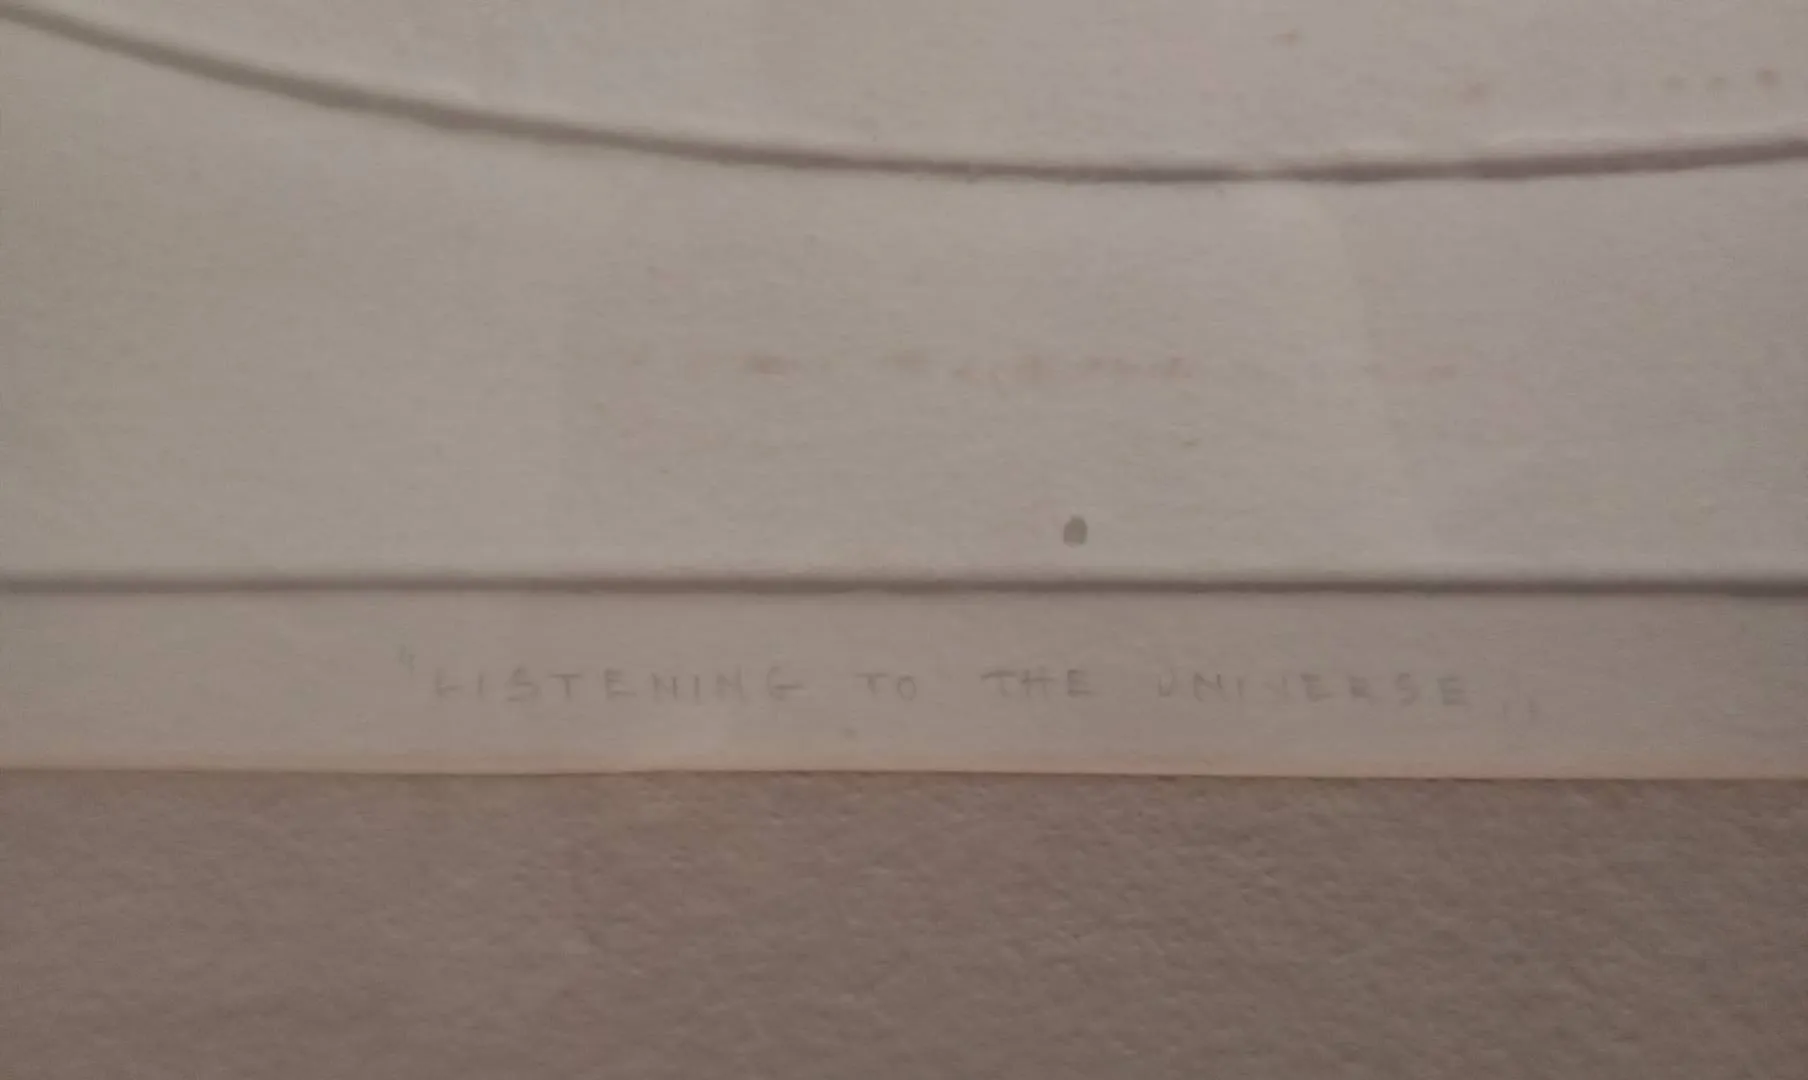 "LISTENING TO THE UNIVERSE„